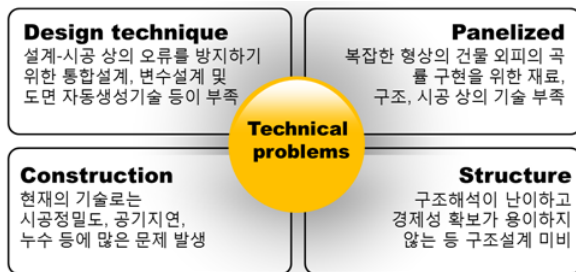 Design technique
설계-시공 상의 오류를 방지하기
위한 통합설계, 변수설계 및
도면 자동생성기술 등이 부족
Panelized
복잡한 형상의 건물 외피의 곡
률 구현을 위한 재료,
구조, 시공 상의 기술 부족
Technical
problems
Construction
현재의 기술로는
시공정밀도, 공기지연,
누수 등에 많은 문제 발생
Structure
구조해석이 난이하고
경제성 확보가 용이하지
않는 등 구조설계 미비